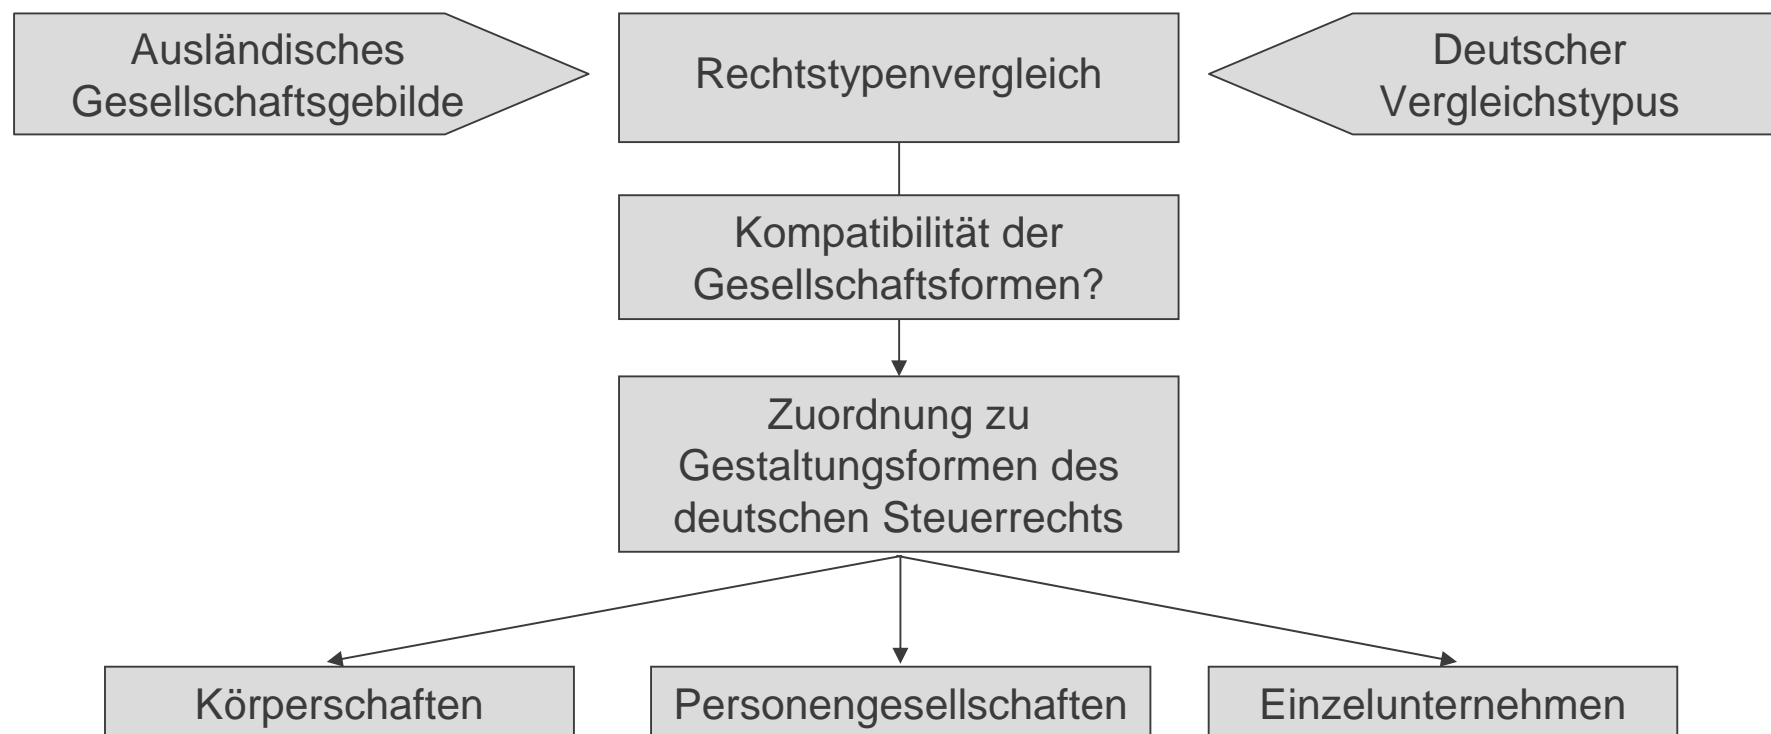 Ausländisches
Gesellschaftsgebilde
Rechtstypenvergleich
Deutscher
Vergleichstypus
Kompatibilität der
Gesellschaftsformen?
Zuordnung zu
Gestaltungsformen des
deutschen Steuerrechts
Körperschaften
Personengesellschaften
Einzelunternehmen